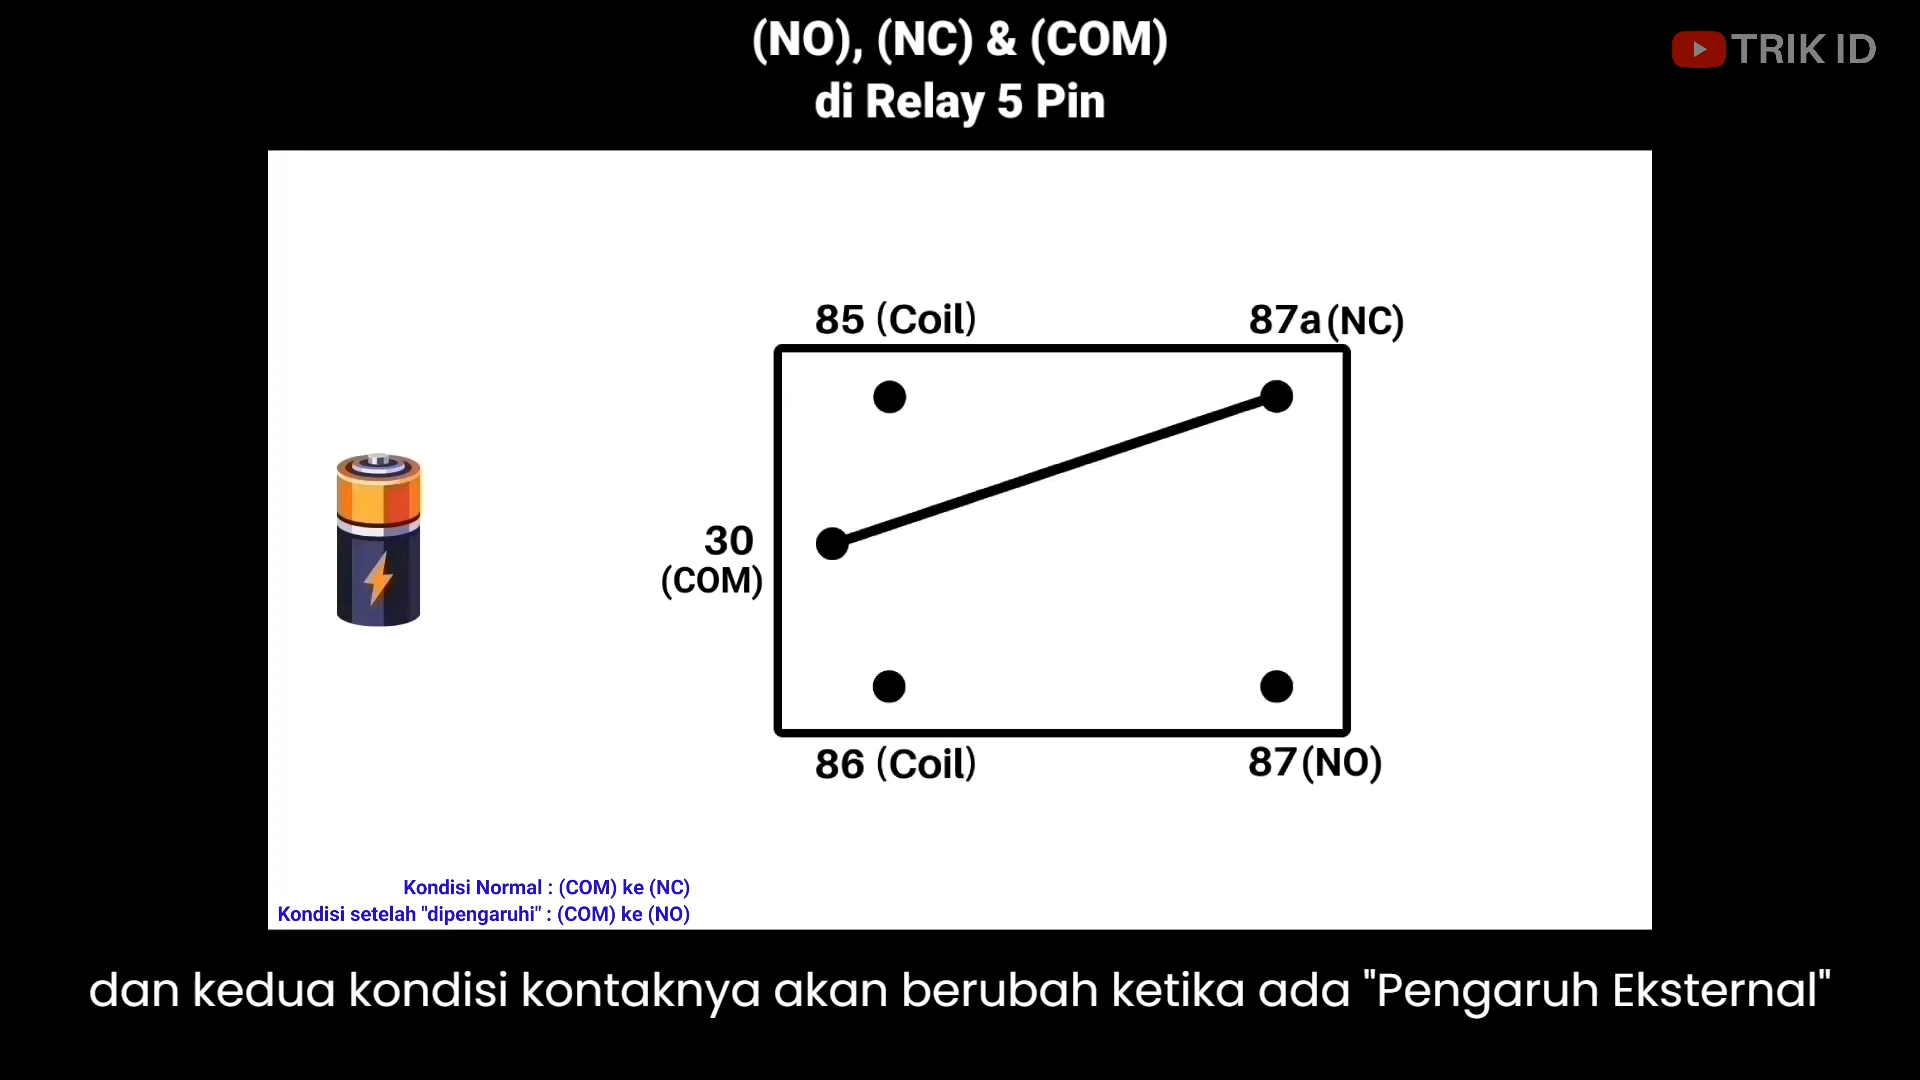 (NO), (NC) & (COM)
di Relay 5 Pin
TRIK ID
85 (Coil)
87a (NC)
30
(COM)
86 (Coil)
87 (NO)
Kondisi Normal : (COM) ke (NC)
Kondisi setelah "dipengaruhi" : (COM) ke (NO)
dan kedua kondisi kontaknya akan berubah ketika ada "Pengaruh Eksternal"